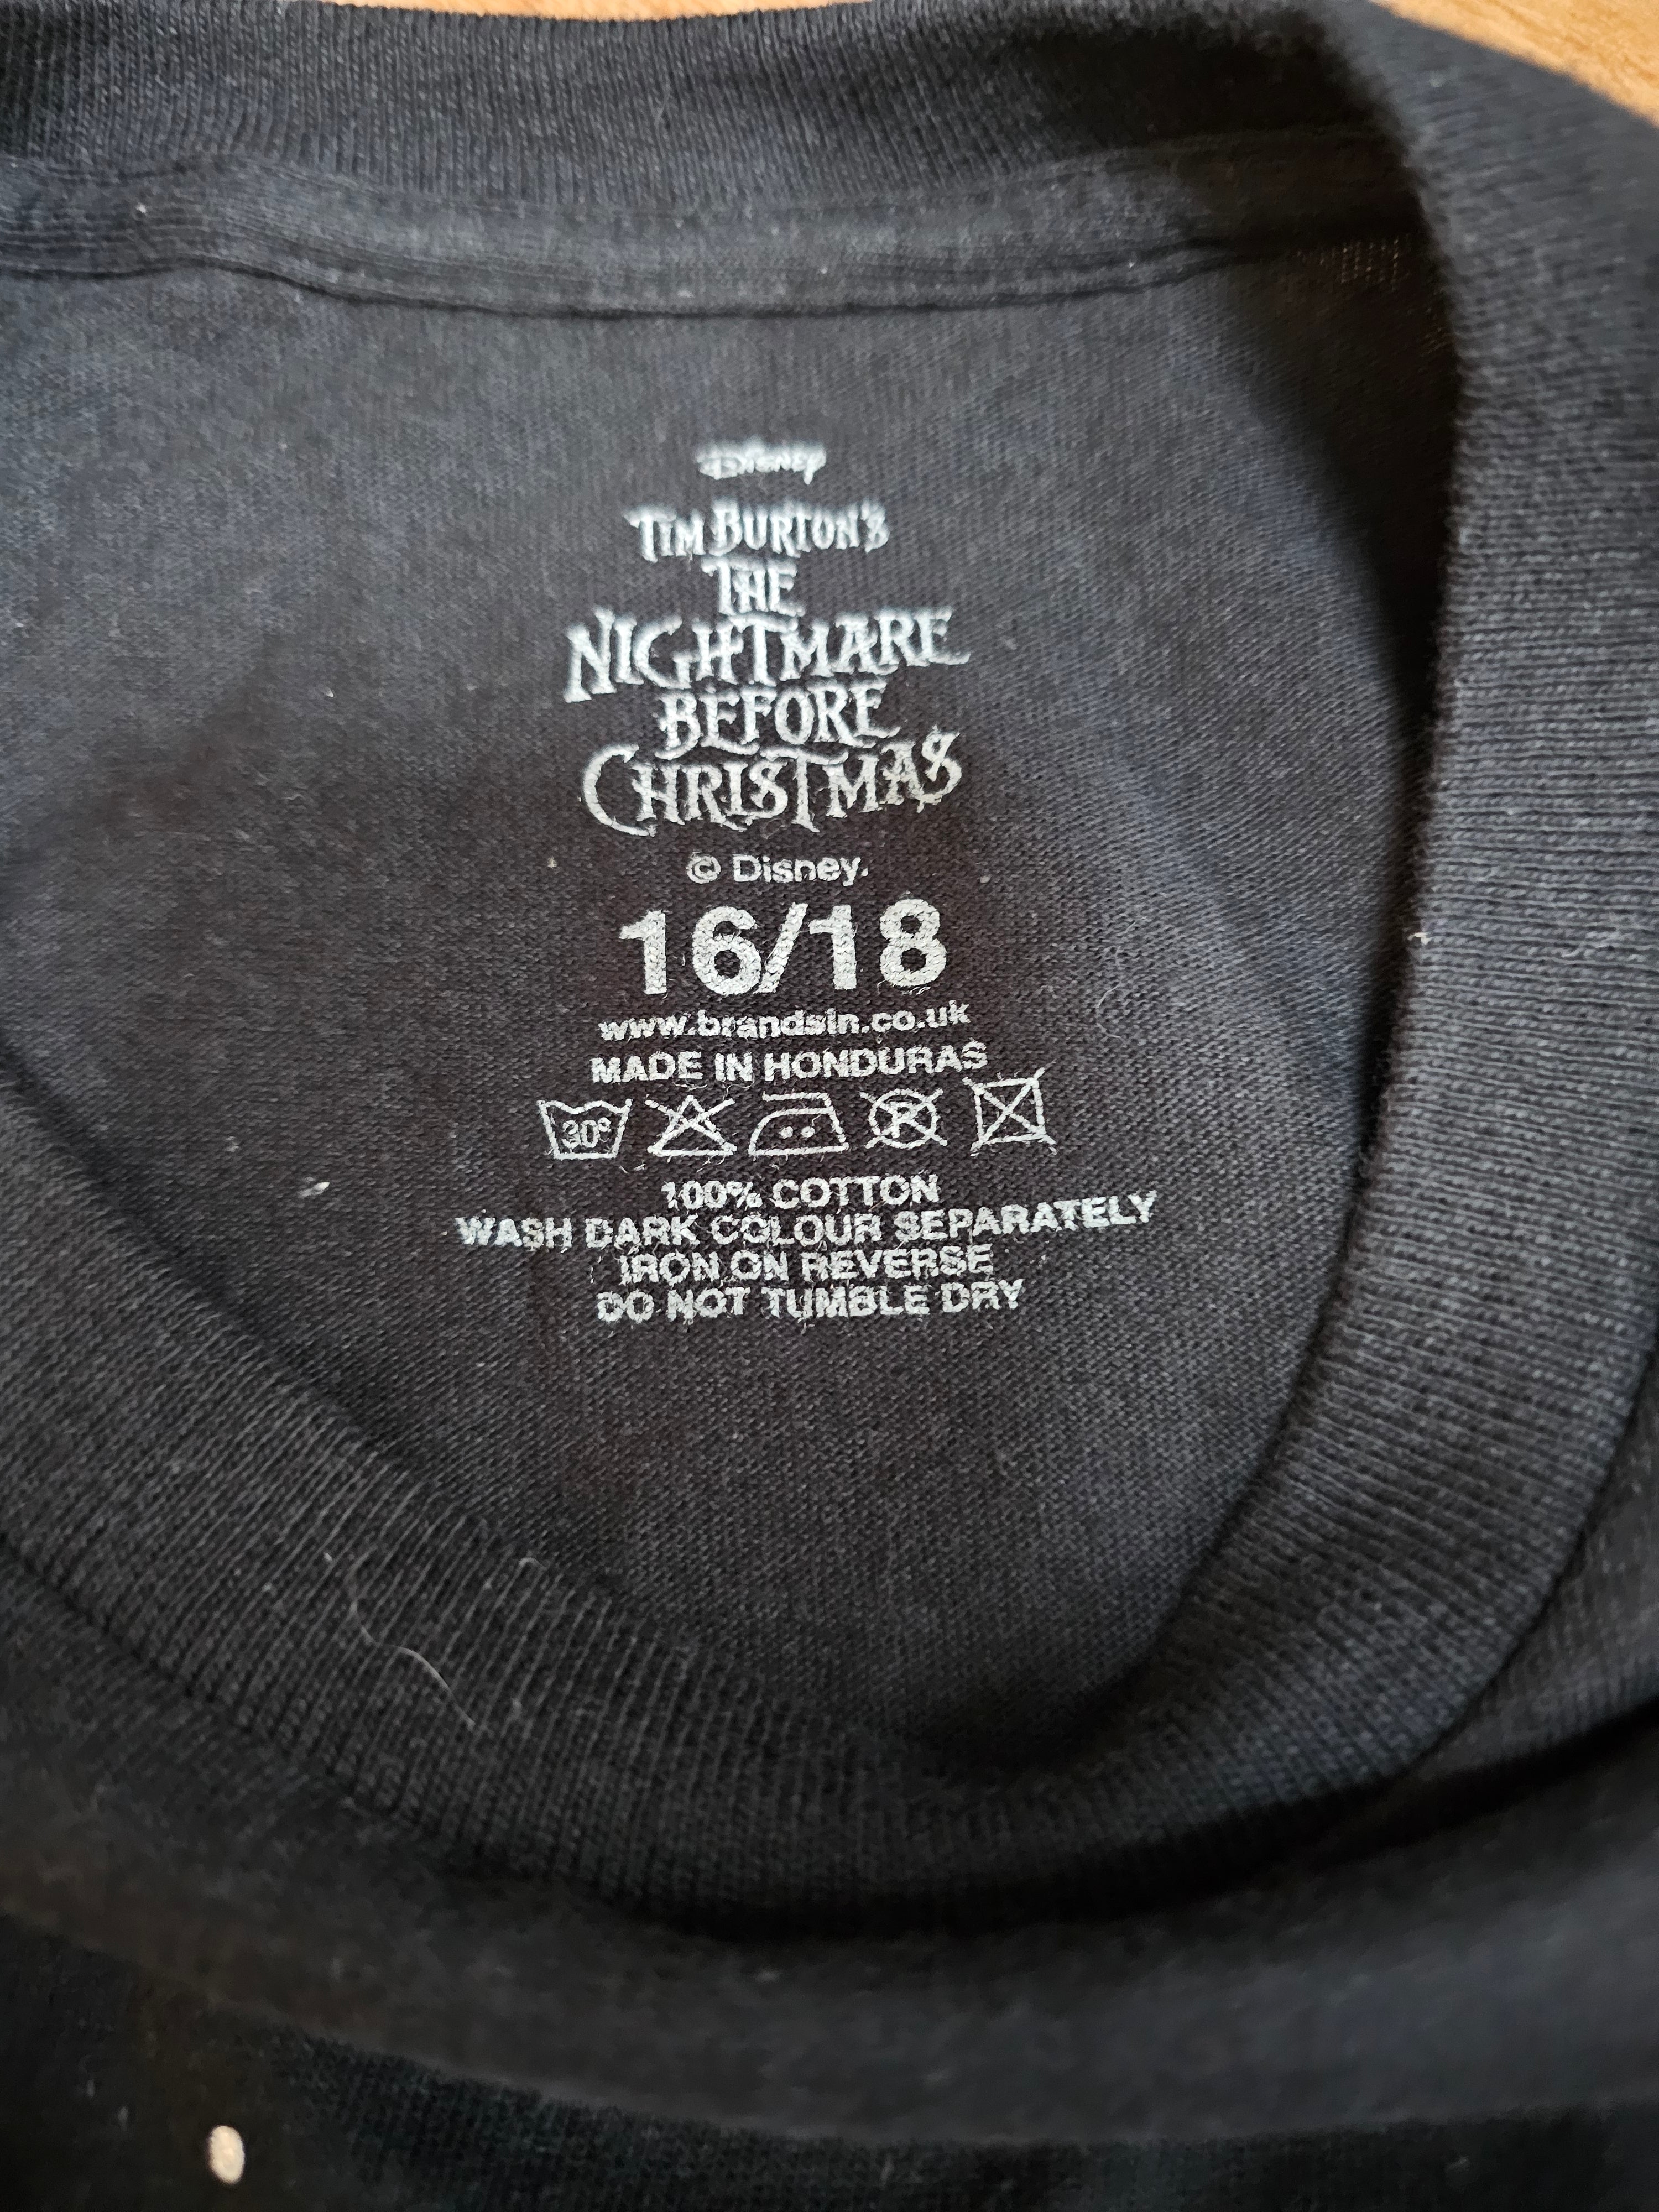 Disney
TIM BURTON'S
THE
NIGHTMARE
BEFORE
CHRISTMAS
© Disney.
16/18
www.brandsin.co.uk
MADE IN HONDURAS
30° P
100% COTTON
WASH DARK COLOUR SEPARATELY
IRON ON REVERSE
DO NOT TUMBLE DRY